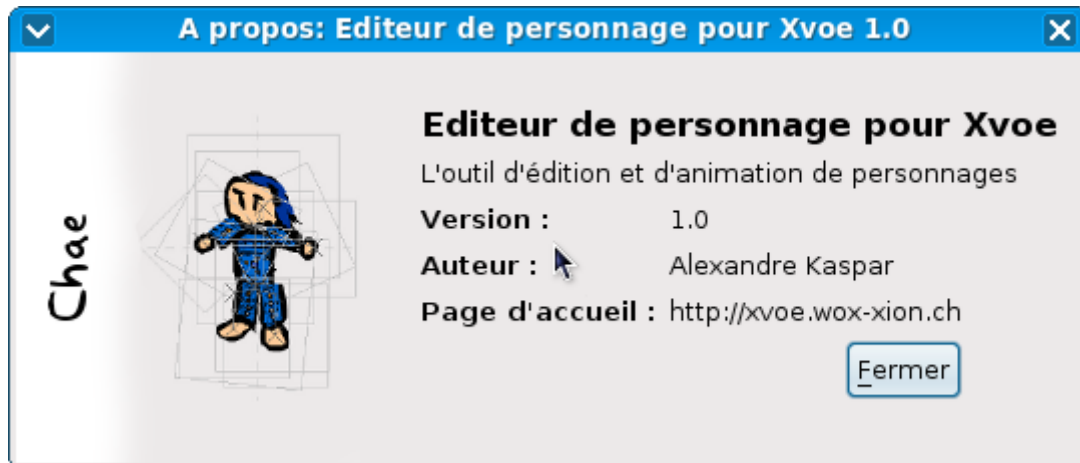 A propos: Editeur de personnage pour Xvoe 1.0
Chae
Editeur de personnage pour Xvoe
L'outil d'édition et d'animation de personnages
Version : 1.0
Auteur : Alexandre Kaspar
Page d'accueil : http://xvoe.wox-xion.ch
Fermer